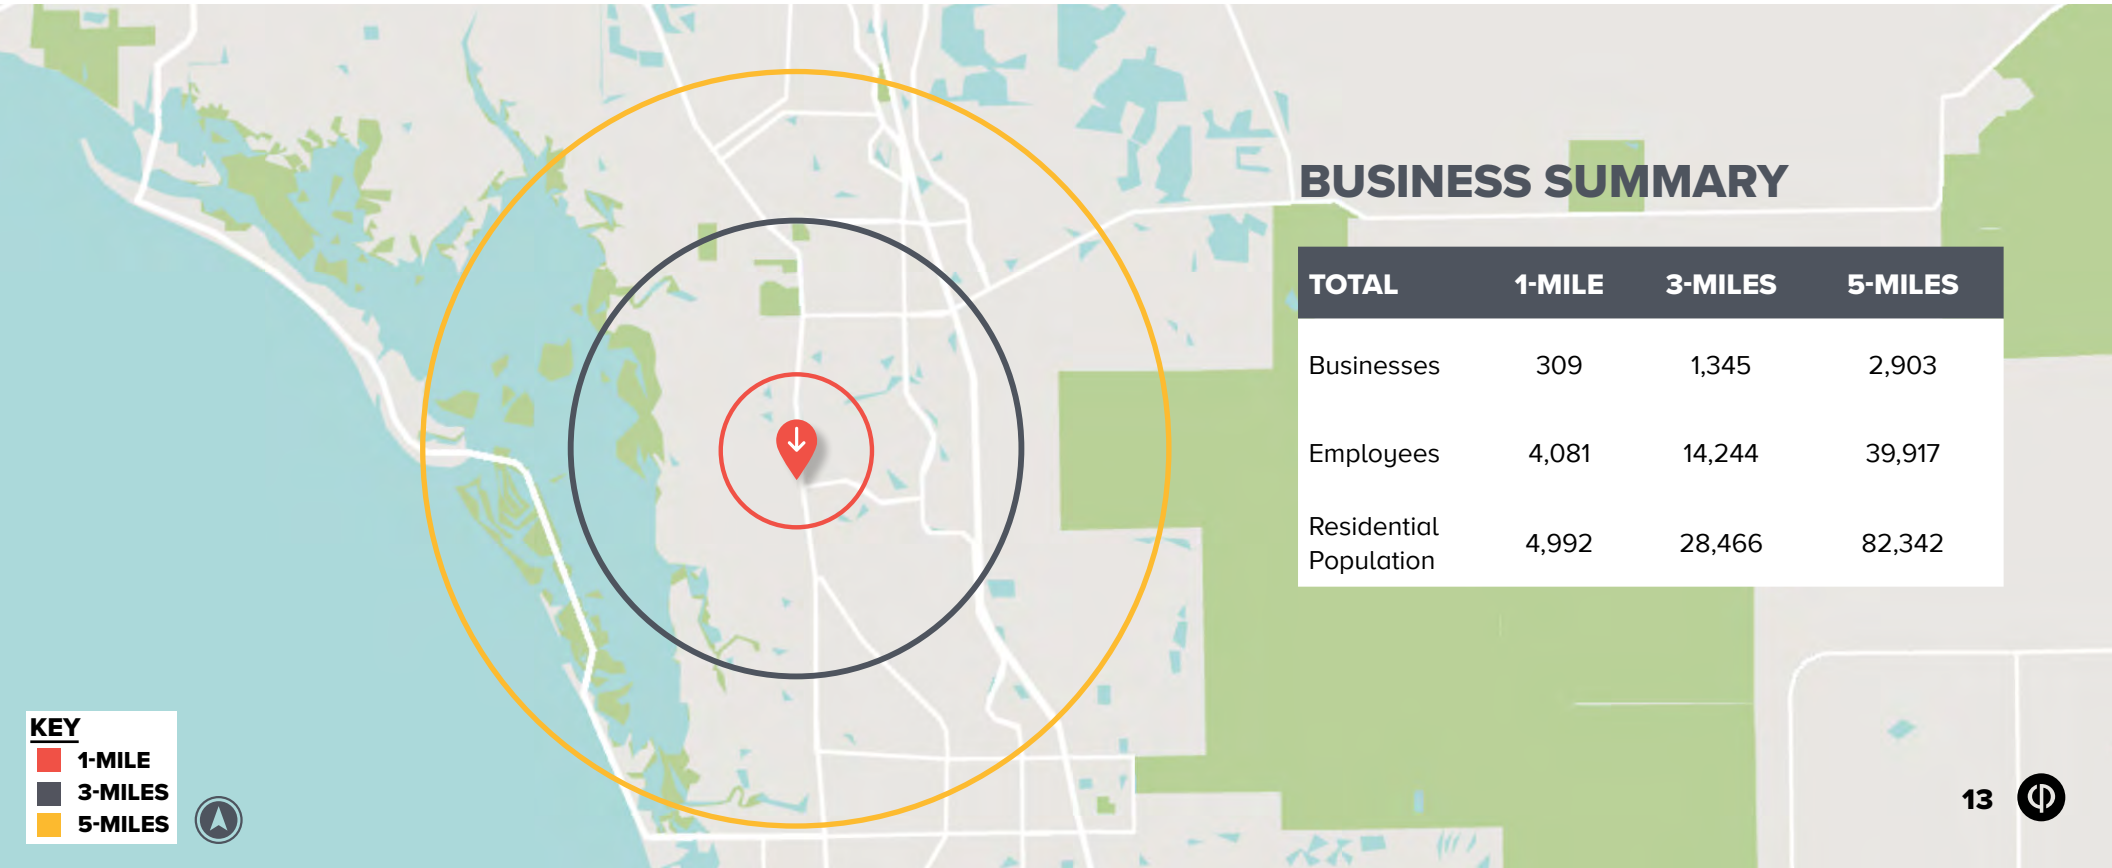 BUSINESS SUMMARY
TOTAL 1-MILE 3-MILES 5-MILES
Businesses 309 1,345 2,903
Employees 4,081 14,244 39,917
Residential
Population 4,992 28,466 82,342
KEY
1-MILE
3-MILES
5-MILES
13